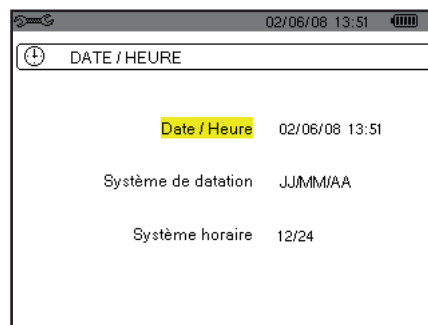 02/06/08 13:51
DATE / HEURE
Date / Heure 02/06/08 13:51
Système de datation JJ/MM/AA
Système horaire 12/24